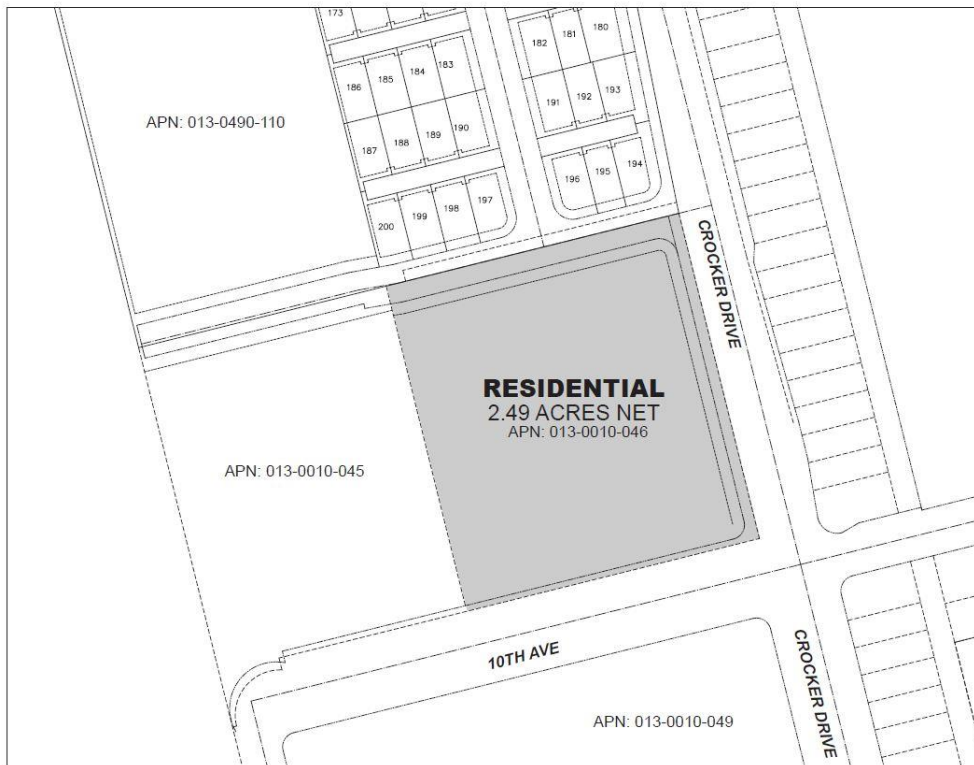 173
182
181
180
186
185
184
183
191
192
193
APN: 013-0490-110
187
188
189
190
196
195
194
200
199
198
197
CROCKER DRIVE
RESIDENTIAL
2.49 ACRES NET
APN: 013-0010-046
APN: 013-0010-045
10TH AVE
CROCKER DRIVE
APN: 013-0010-049